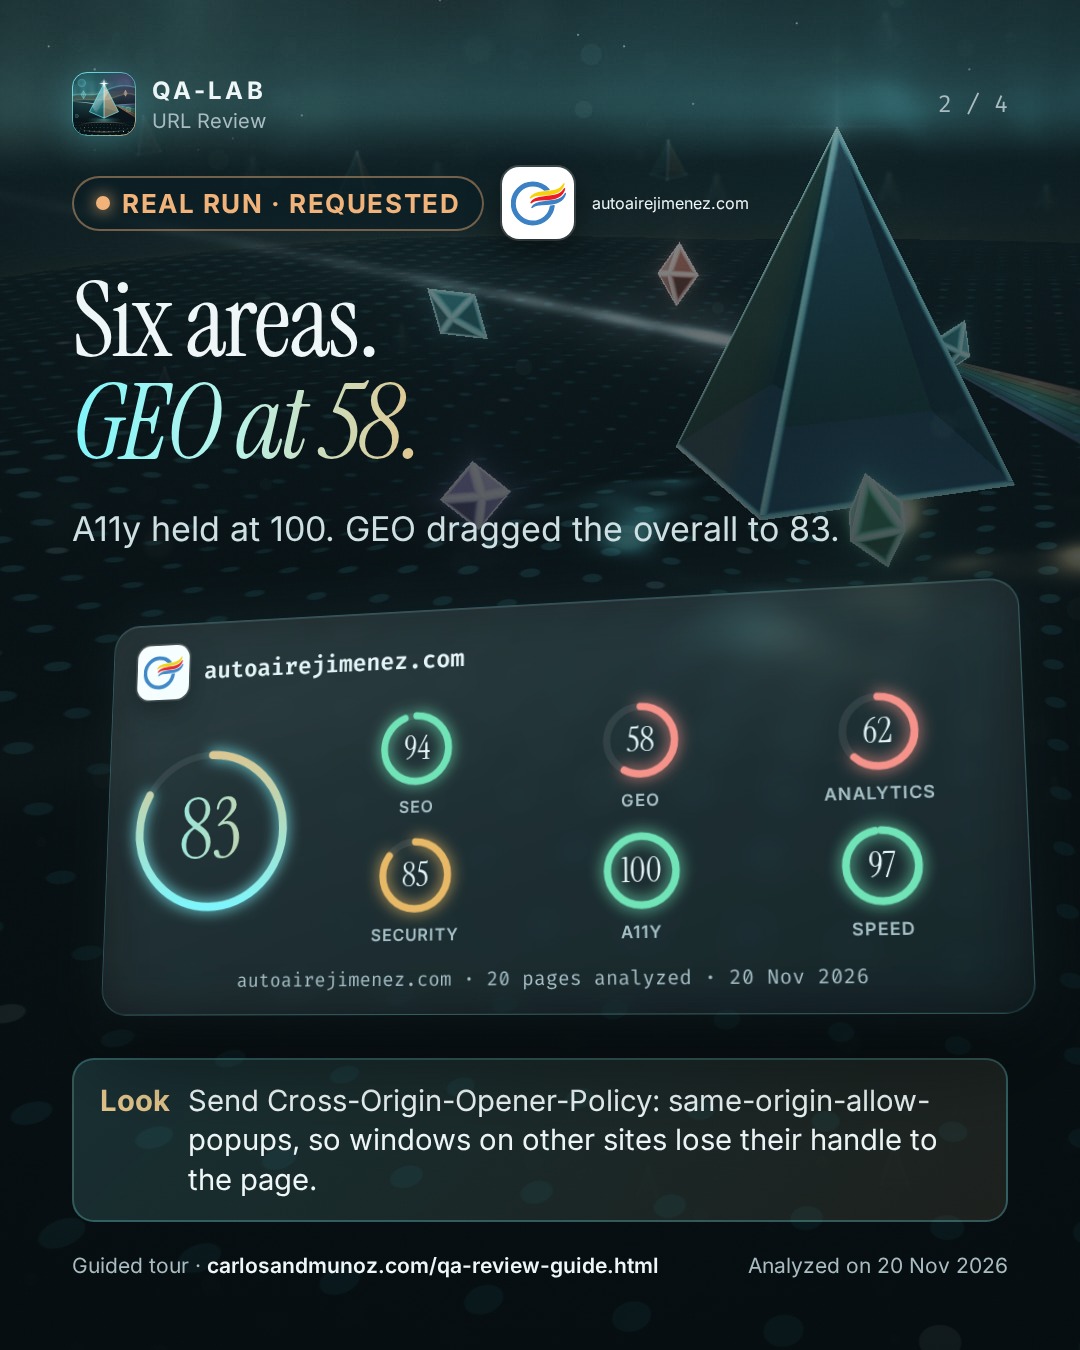 QA-LAB
URL Review
2 / 4
REAL RUN · REQUESTED
autoairejimenez.com
Six areas.
GEO at 58.
A11y held at 100. GEO dragged the overall to 83.
autoairejimenez.com
83
94
SEO
58
GEO
62
ANALYTICS
85
SECURITY
100
A11Y
97
SPEED
autoairejimenez.com · 20 pages analyzed · 20 Nov 2026
Look
Send Cross-Origin-Opener-Policy: same-origin-allow-
popups, so windows on other sites lose their handle to
the page.
Guided tour · carlosandmunoz.com/qa-review-guide.html
Analyzed on 20 Nov 2026